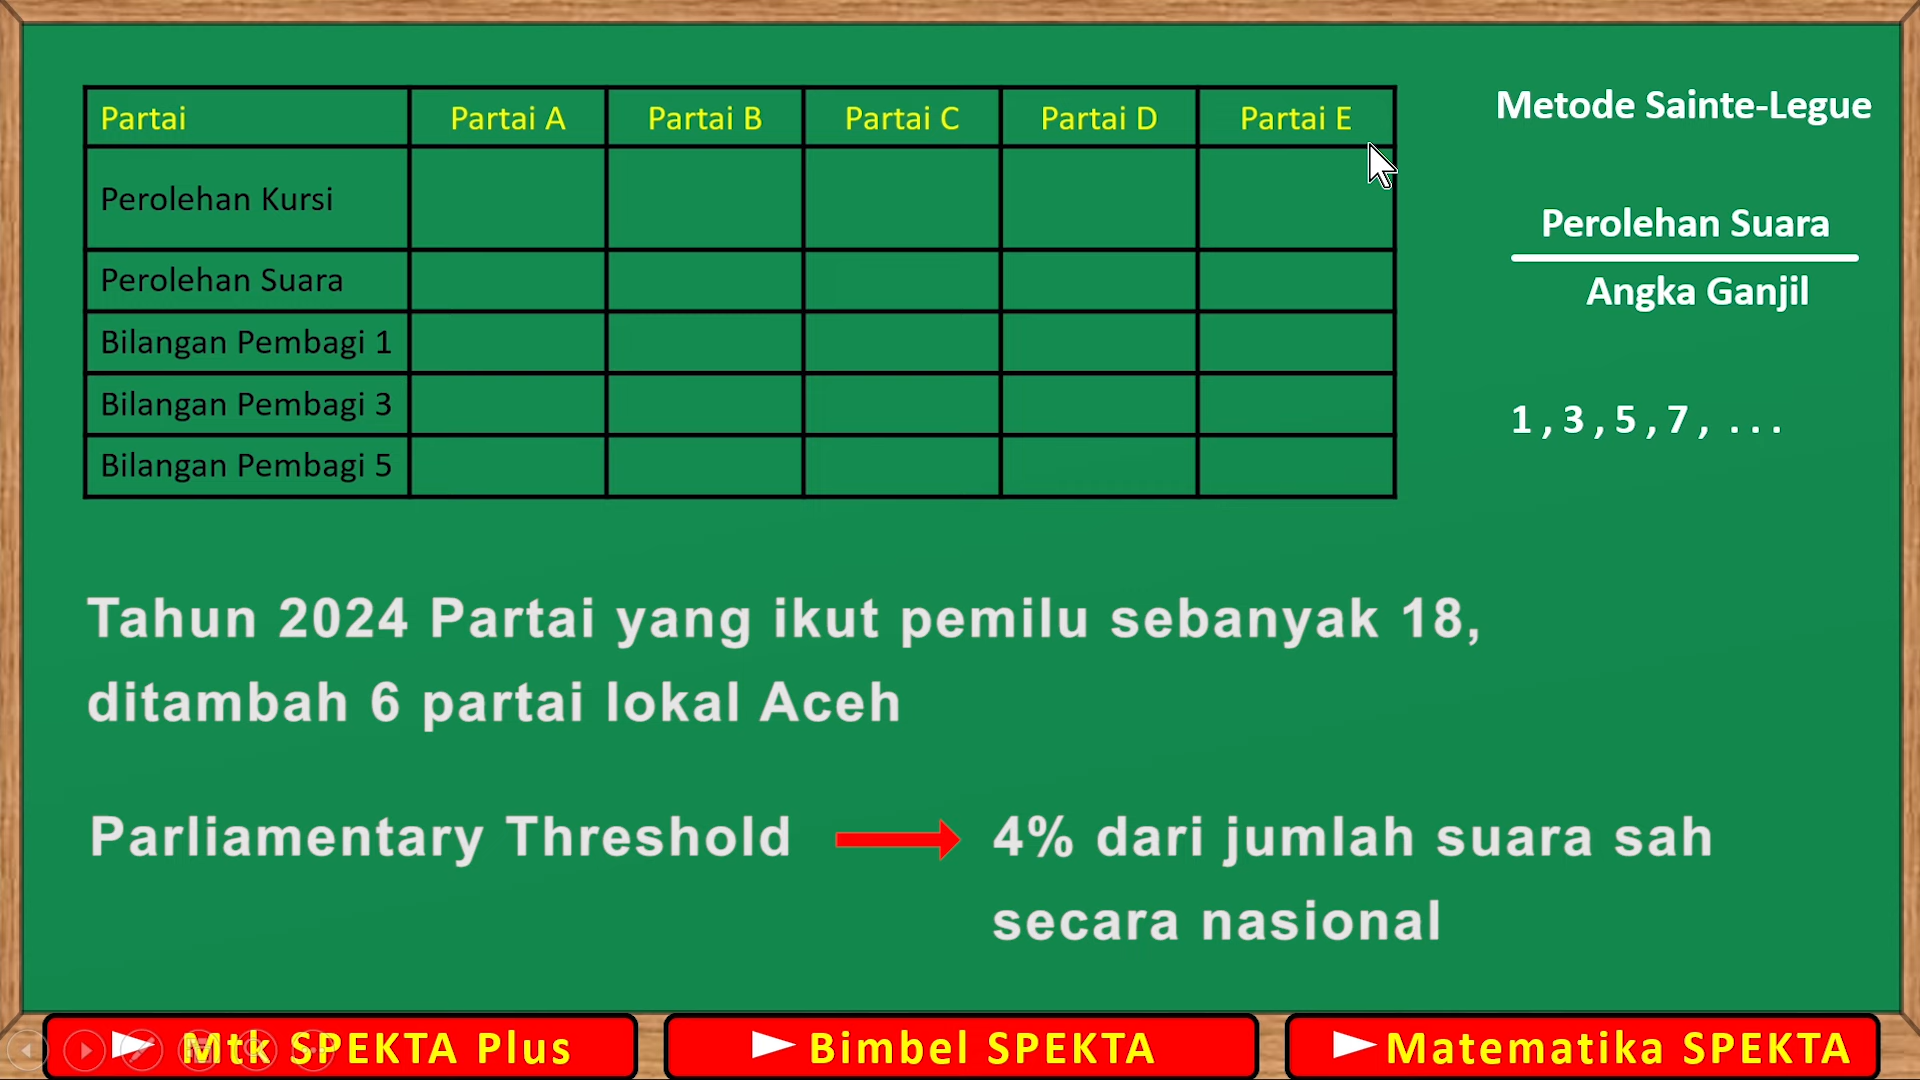 Partai Partai A Partai B Partai C Partai D Partai E
Perolehan Kursi
Perolehan Suara
Bilangan Pembagi 1
Bilangan Pembagi 3
Bilangan Pembagi 5
Metode Sainte-Legue
Perolehan Suara
Angka Ganjil
1 , 3 , 5 , 7 , . . .
Tahun 2024 Partai yang ikut pemilu sebanyak 18,
ditambah 6 partai lokal Aceh
Parliamentary Threshold
4% dari jumlah suara sah
secara nasional
Mtk SPEKTA Plus
Bimbel SPEKTA
Matematika SPEKTA